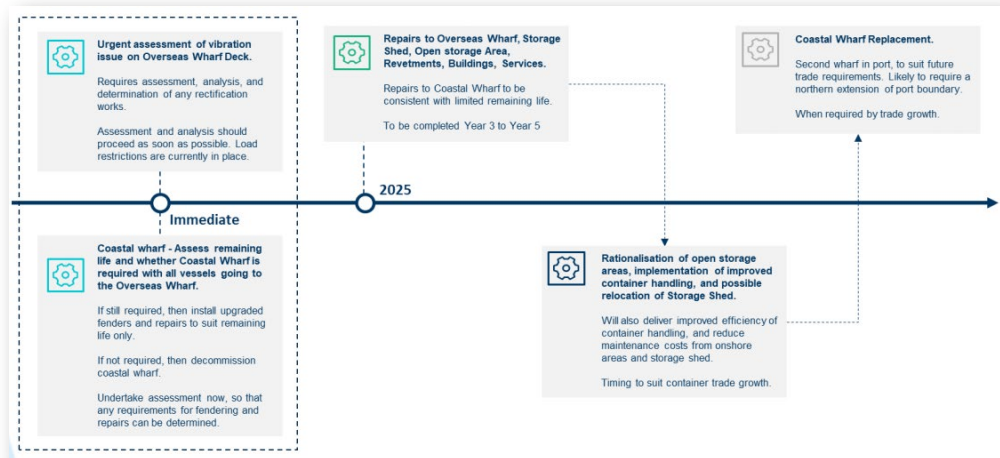 Urgent assessment of vibration
issue on Overseas Wharf Deck.
Requires assessment, analysis, and
determination of any rectification
works.
Assessment and analysis should
proceed as soon as possible. Load
restrictions are currently in place.
Repairs to Overseas Wharf, Storage
Shed, Open storage Area,
Revetments, Buildings, Services.
Repairs to Coastal Wharf to be
consistent with limited remaining life.
To be completed Year 3 to Year 5
Coastal Wharf Replacement.
Second wharf in port, to suit future
trade requirements. Likely to require a
northern extension of port boundary.
When required by trade growth.
2025
Immediate
Coastal wharf - Assess remaining
life and whether Coastal Wharf is
required with all vessels going to
the Overseas Wharf.
If still required, then install upgraded
fenders and repairs to suit remaining
life only.
If not required, then decommission
coastal wharf.
Undertake assessment now, so that
any requirements for fendering and
repairs can be determined.
Rationalisation of open storage
areas, implementation of improved
container handling, and possible
relocation of Storage Shed.
Will also deliver improved efficiency of
container handling, and reduce
maintenance costs from onshore
areas and storage shed.
Timing to suit container trade growth.